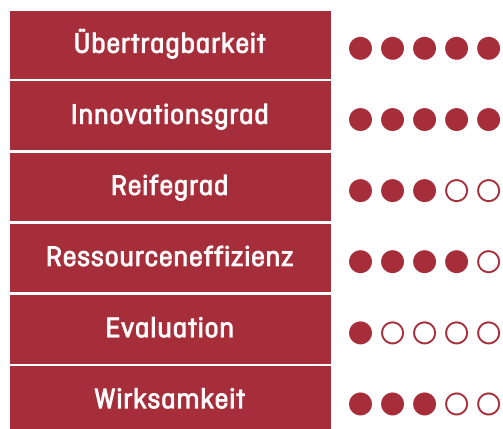 Übertragbarkeit
Innovationsgrad
Reifegrad
Ressourceneffizienz
Evaluation
Wirksamkeit